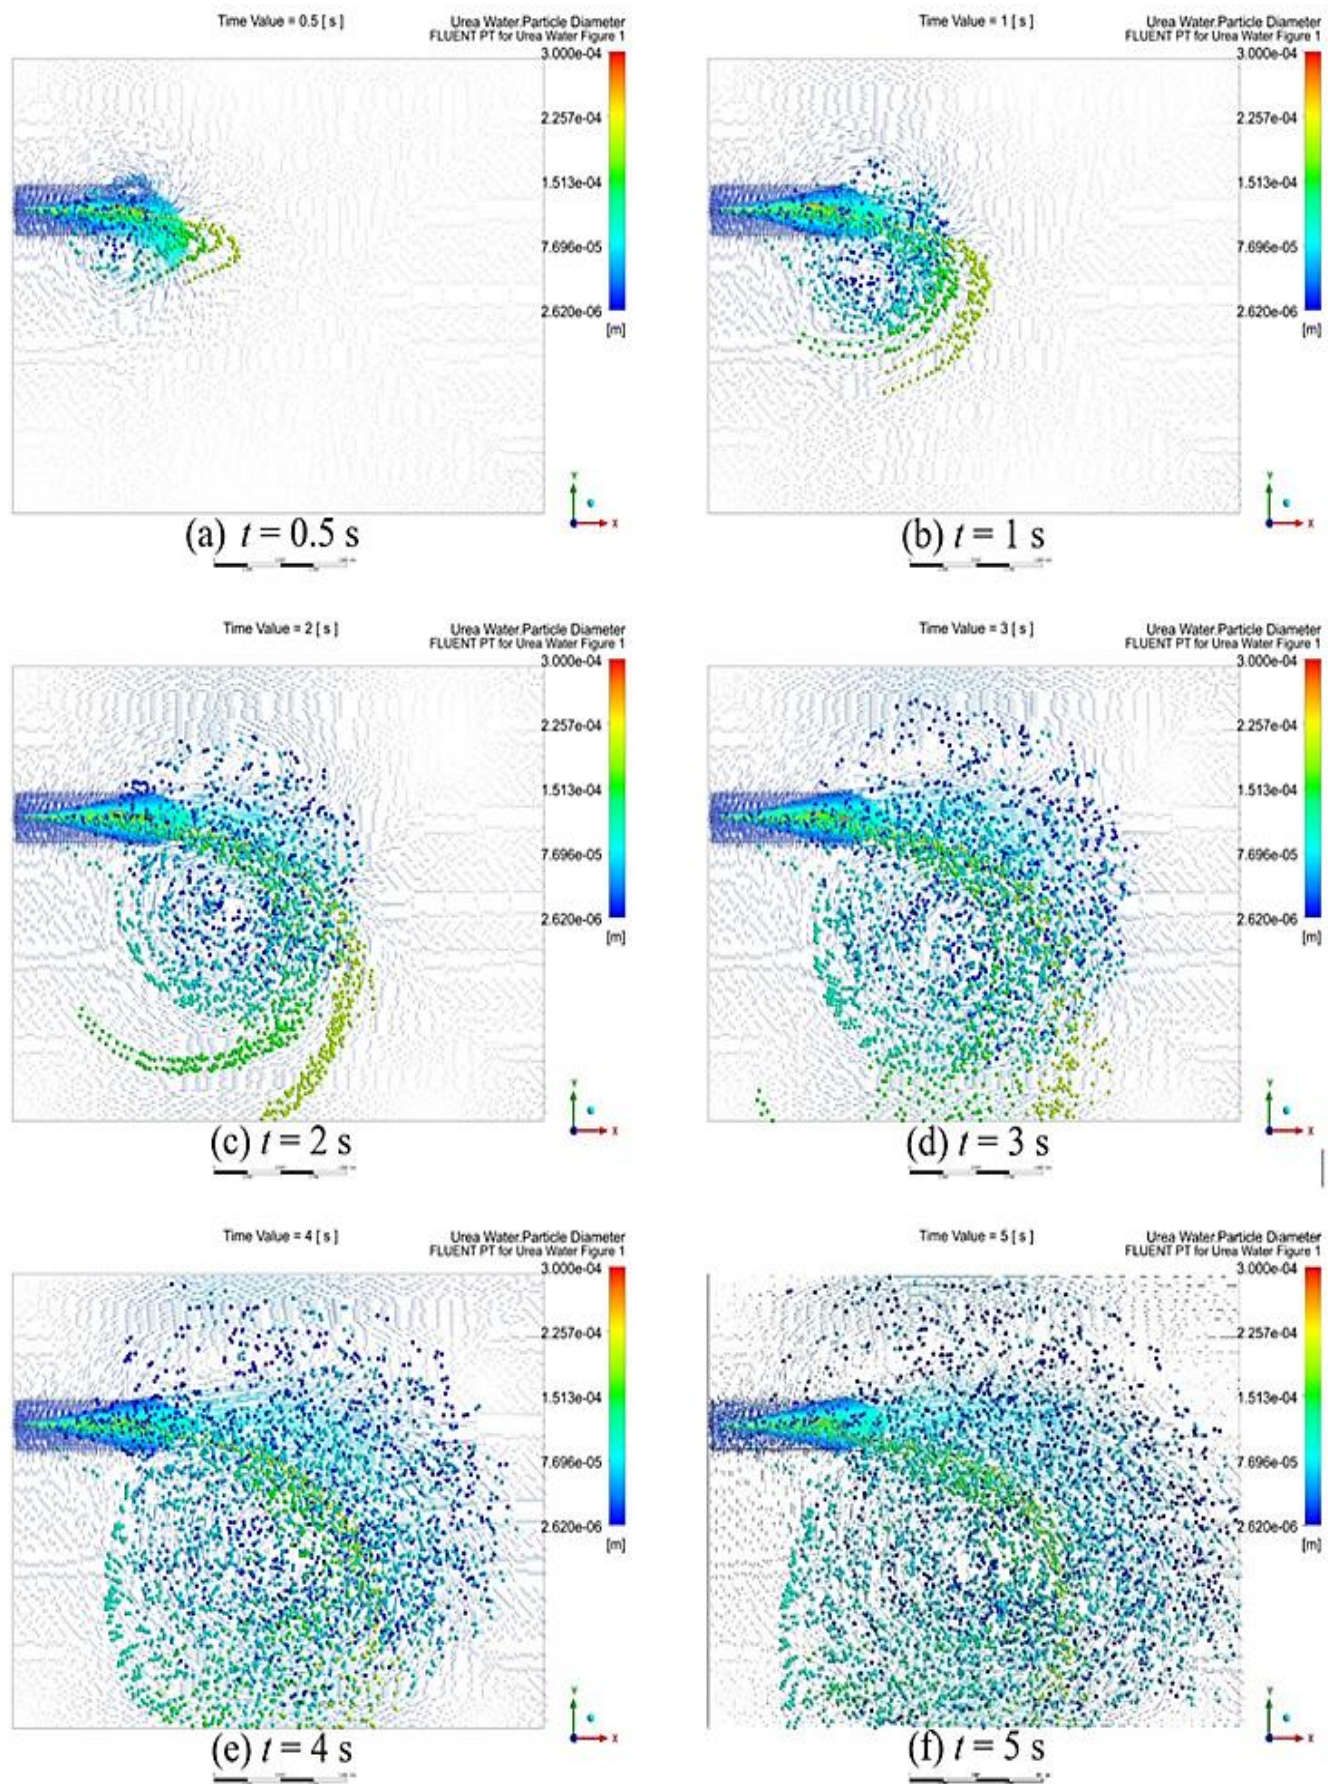 Time Value = 0.5 [ s ]
Urea Water.Particle Diameter
FLUENT PT for Urea Water Figure 1
3.000e-04
2.257e-04
1.513e-04
7.696e-05
2.620e-06
[m]
Y
X
(a) t = 0.5 s
Time Value = 1 [ s ]
Urea Water.Particle Diameter
FLUENT PT for Urea Water Figure 1
3.000e-04
2.257e-04
1.513e-04
7.696e-05
2.620e-06
[m]
Y
X
(b) t = 1 s
Time Value = 2 [ s ]
Urea Water.Particle Diameter
FLUENT PT for Urea Water Figure 1
3.000e-04
2.257e-04
1.513e-04
7.696e-05
2.620e-06
[m]
Y
X
(c) t = 2 s
Time Value = 3 [ s ]
Urea Water.Particle Diameter
FLUENT PT for Urea Water Figure 1
3.000e-04
2.257e-04
1.513e-04
7.696e-05
2.620e-06
[m]
Y
X
(d) t = 3 s
Time Value = 4 [ s ]
Urea Water.Particle Diameter
FLUENT PT for Urea Water Figure 1
3.000e-04
2.257e-04
1.513e-04
7.696e-05
2.620e-06
[m]
Y
X
(e) t = 4 s
Time Value = 5 [ s ]
Urea Water.Particle Diameter
FLUENT PT for Urea Water Figure 1
3.000e-04
2.257e-04
1.513e-04
7.696e-05
2.620e-06
[m]
Y
X
(f) t = 5 s